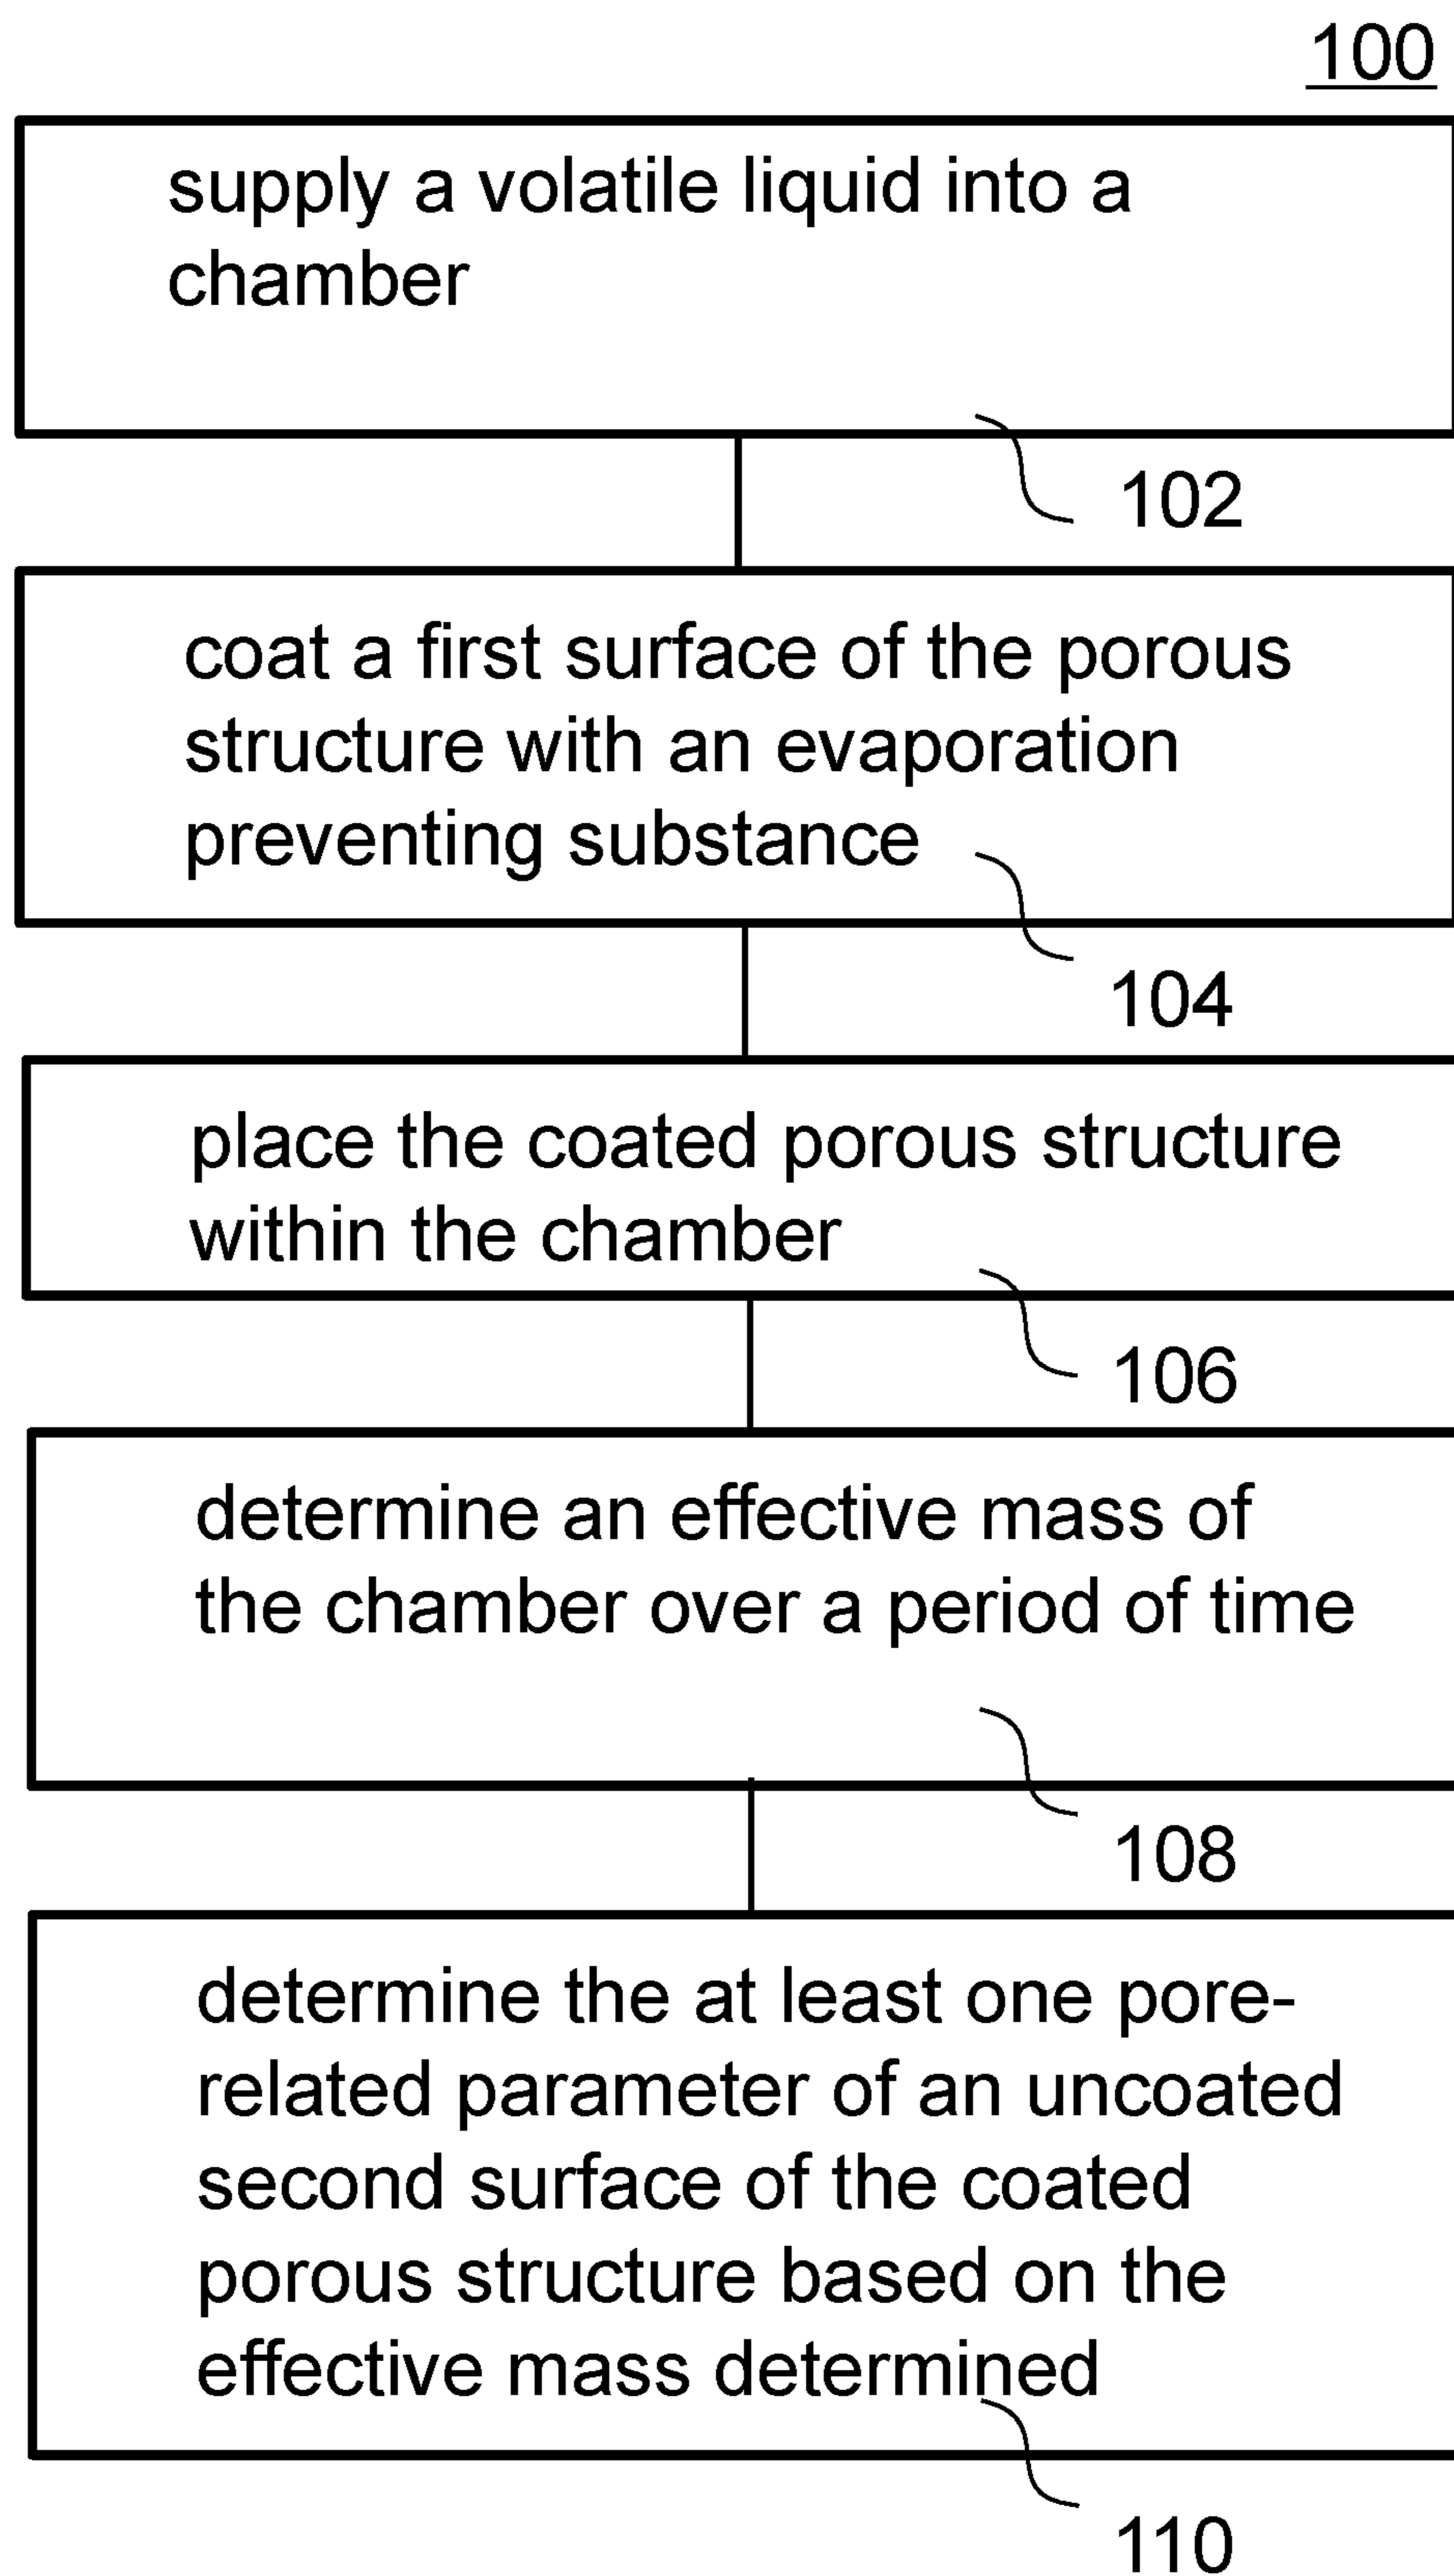 100
supply a volatile liquid into a
chamber
102
coat a first surface of the porous
structure with an evaporation
preventing substance
104
place the coated porous structure
within the chamber
106
determine an effective mass of
the chamber over a period of time
108
determine the at least one pore-
related parameter of an uncoated
second surface of the coated
porous structure based on the
effective mass determined
110